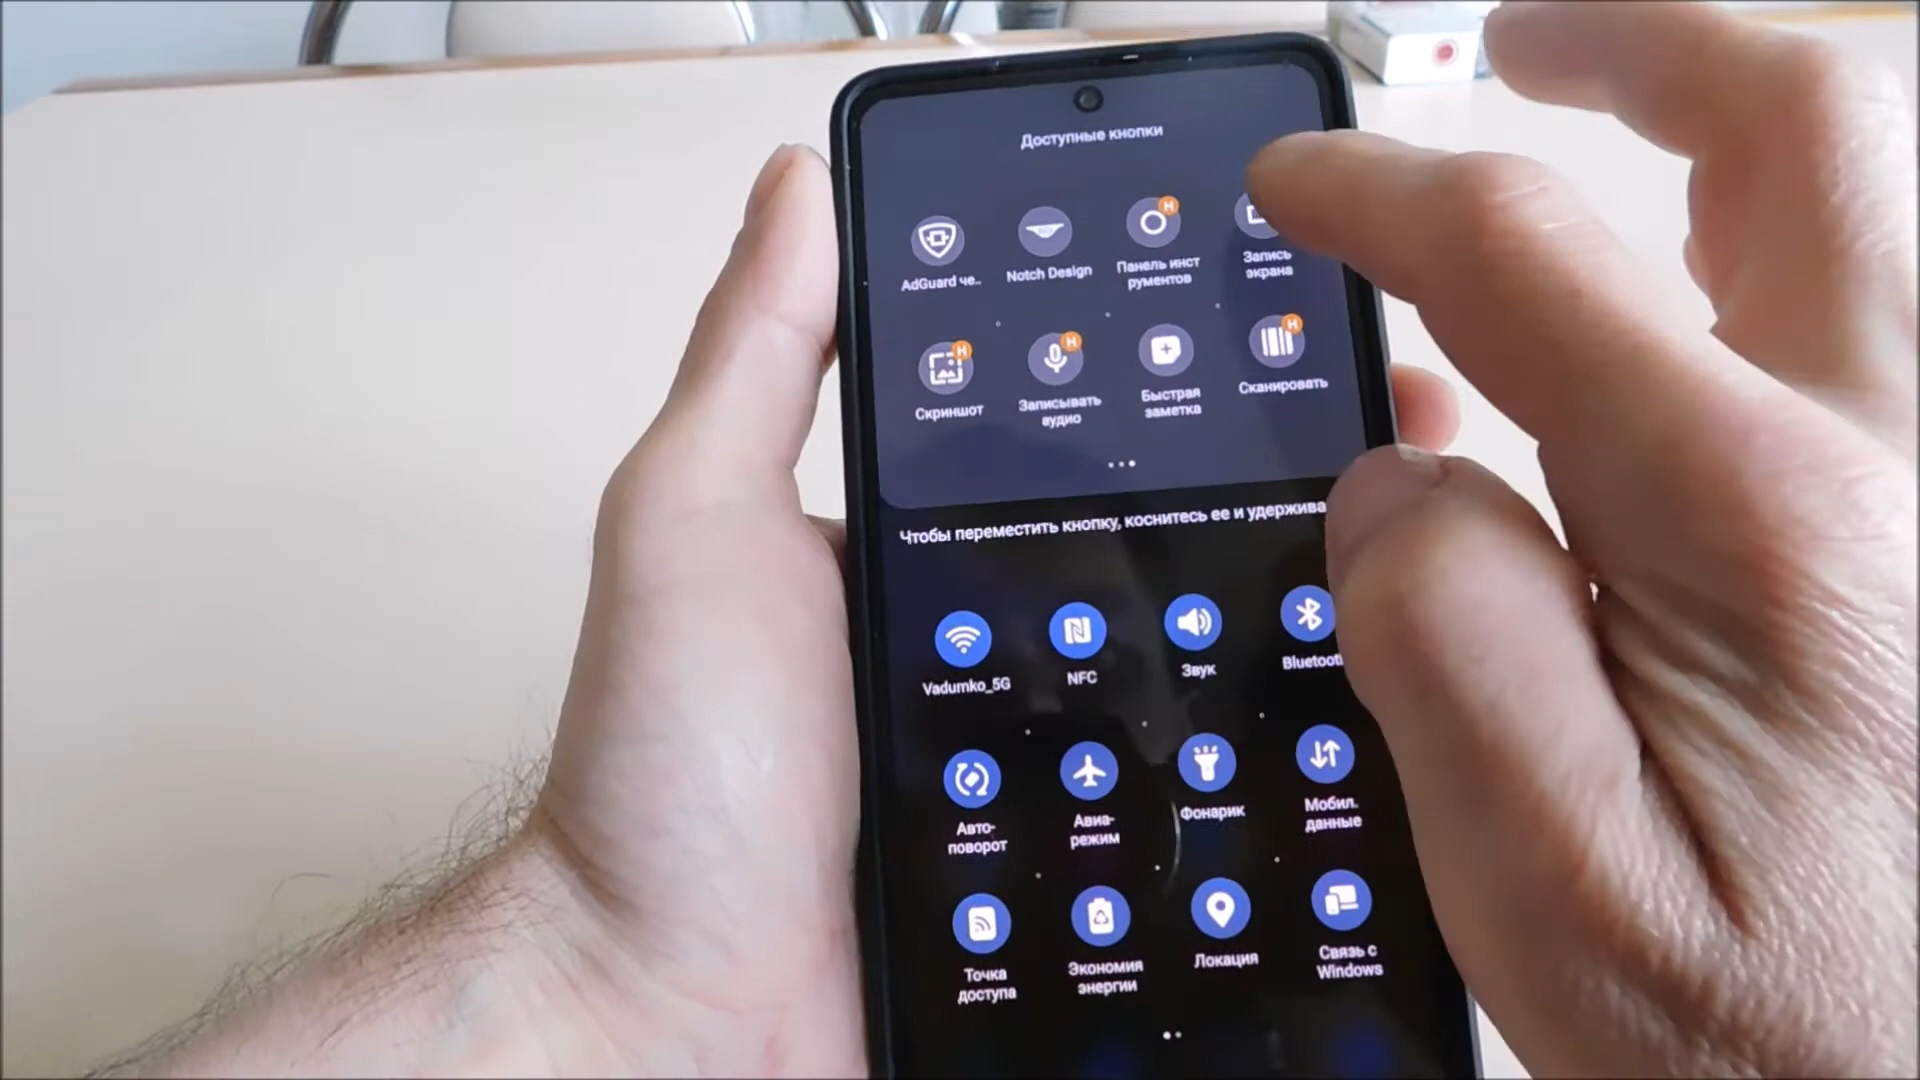 Доступные кнопки
AdGuard че..
Notch Design
Н
Панель инст
рументов
Запись
экрана
Н
Скриншот
Н
Записывать
аудио
Быстрая
заметка
Н
Сканировать
Чтобы переместить кнопку, коснитесь ее и удержива
Vadumko_5G
NFC
Звук
Bluetoot
Авто-
поворот
Авиа-
режим
Фонарик
Мобил.
данные
Точка
доступа
Экономия
энергии
Локация
Связь с
Windows